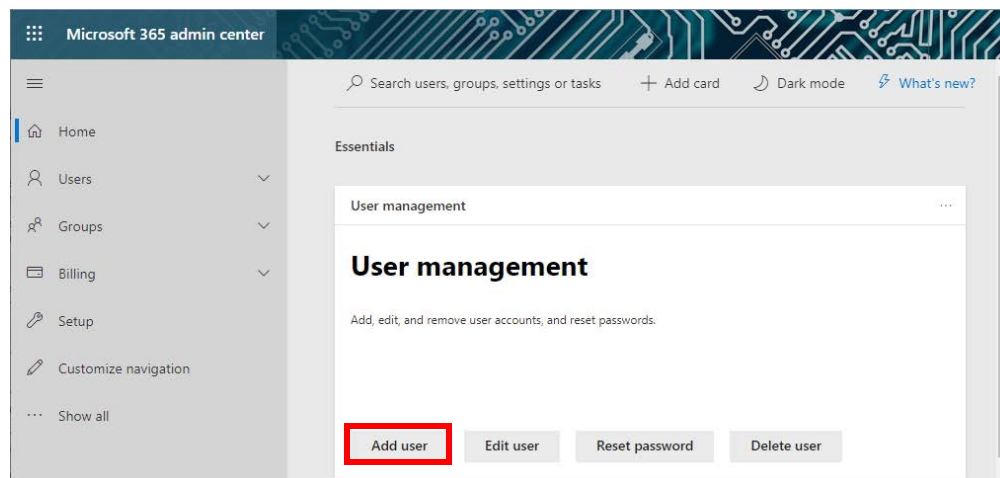 Microsoft 365 admin center
Search users, groups, settings or tasks
Add card
Dark mode
What's new?
Home
Users
Groups
Billing
Setup
Customize navigation
Show all
Essentials
User management
User management
Add, edit, and remove user accounts, and reset passwords.
Add user
Edit user
Reset password
Delete user